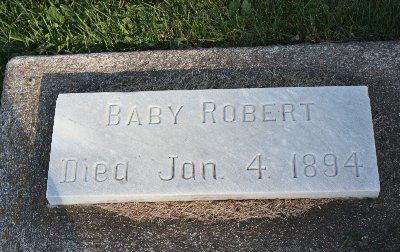 BABY ROBERT
Died Jan. 4. 1894